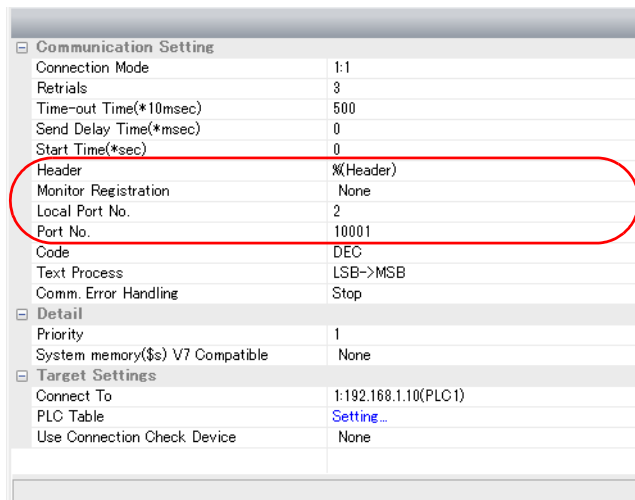 Communication Setting
Connection Mode 1:1
Retrials 3
Time-out Time(*10msec) 500
Send Delay Time(*msec) 0
Start Time(*sec) 0
Header %(Header)
Monitor Registration None
Local Port No. 2
Port No. 10001
Code DEC
Text Process LSB->MSB
Comm. Error Handling Stop
Detail
Priority 1
System memory($s) V7 Compatible None
Target Settings
Connect To 1:192.168.1.10(PLC1)
PLC Table Setting...
Use Connection Check Device None